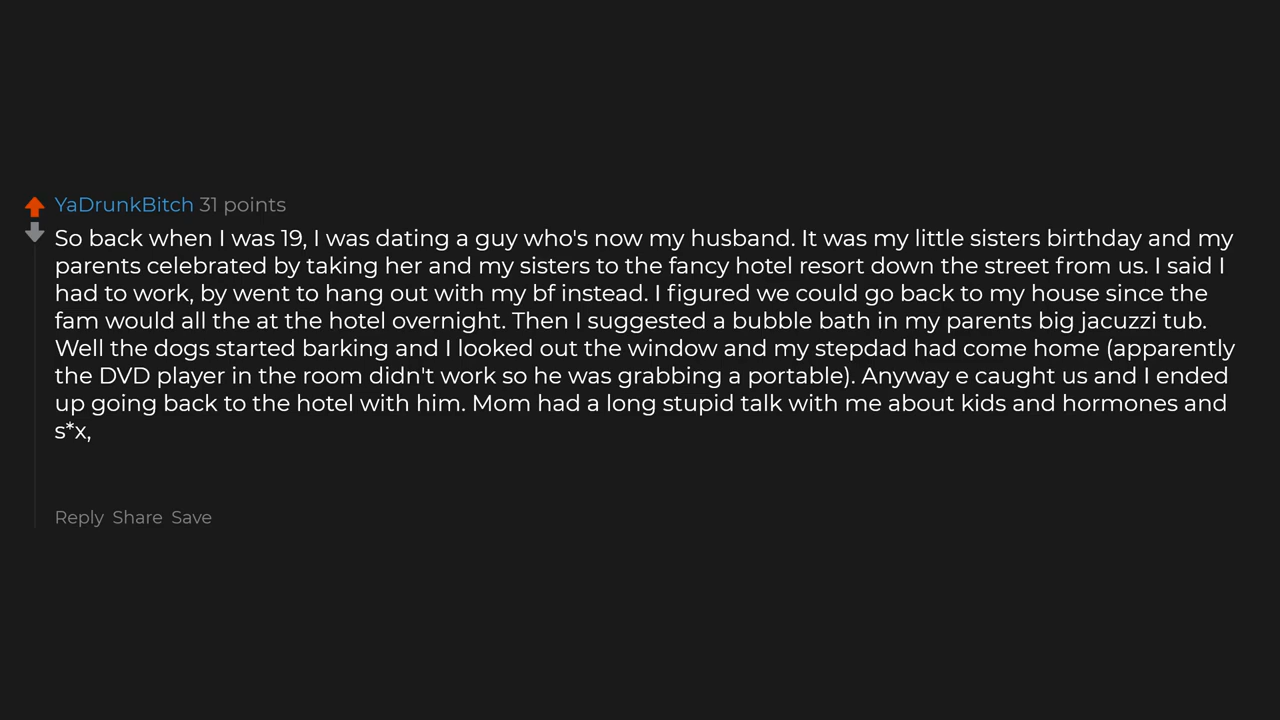 YaDrunkBitch 31 points
So back when I was 19, I was dating a guy who's now my husband. It was my little sisters birthday and my
parents celebrated by taking her and my sisters to the fancy hotel resort down the street from us. I said I
had to work, by went to hang out with my bf instead. I figured we could go back to my house since the
fam would all the at the hotel overnight. Then I suggested a bubble bath in my parents big jacuzzi tub.
Well the dogs started barking and I looked out the window and my stepdad had come home (apparently
the DVD player in the room didn't work so he was grabbing a portable). Anyway e caught us and I ended
up going back to the hotel with him. Mom had a long stupid talk with me about kids and hormones and
s*x,
Reply Share Save